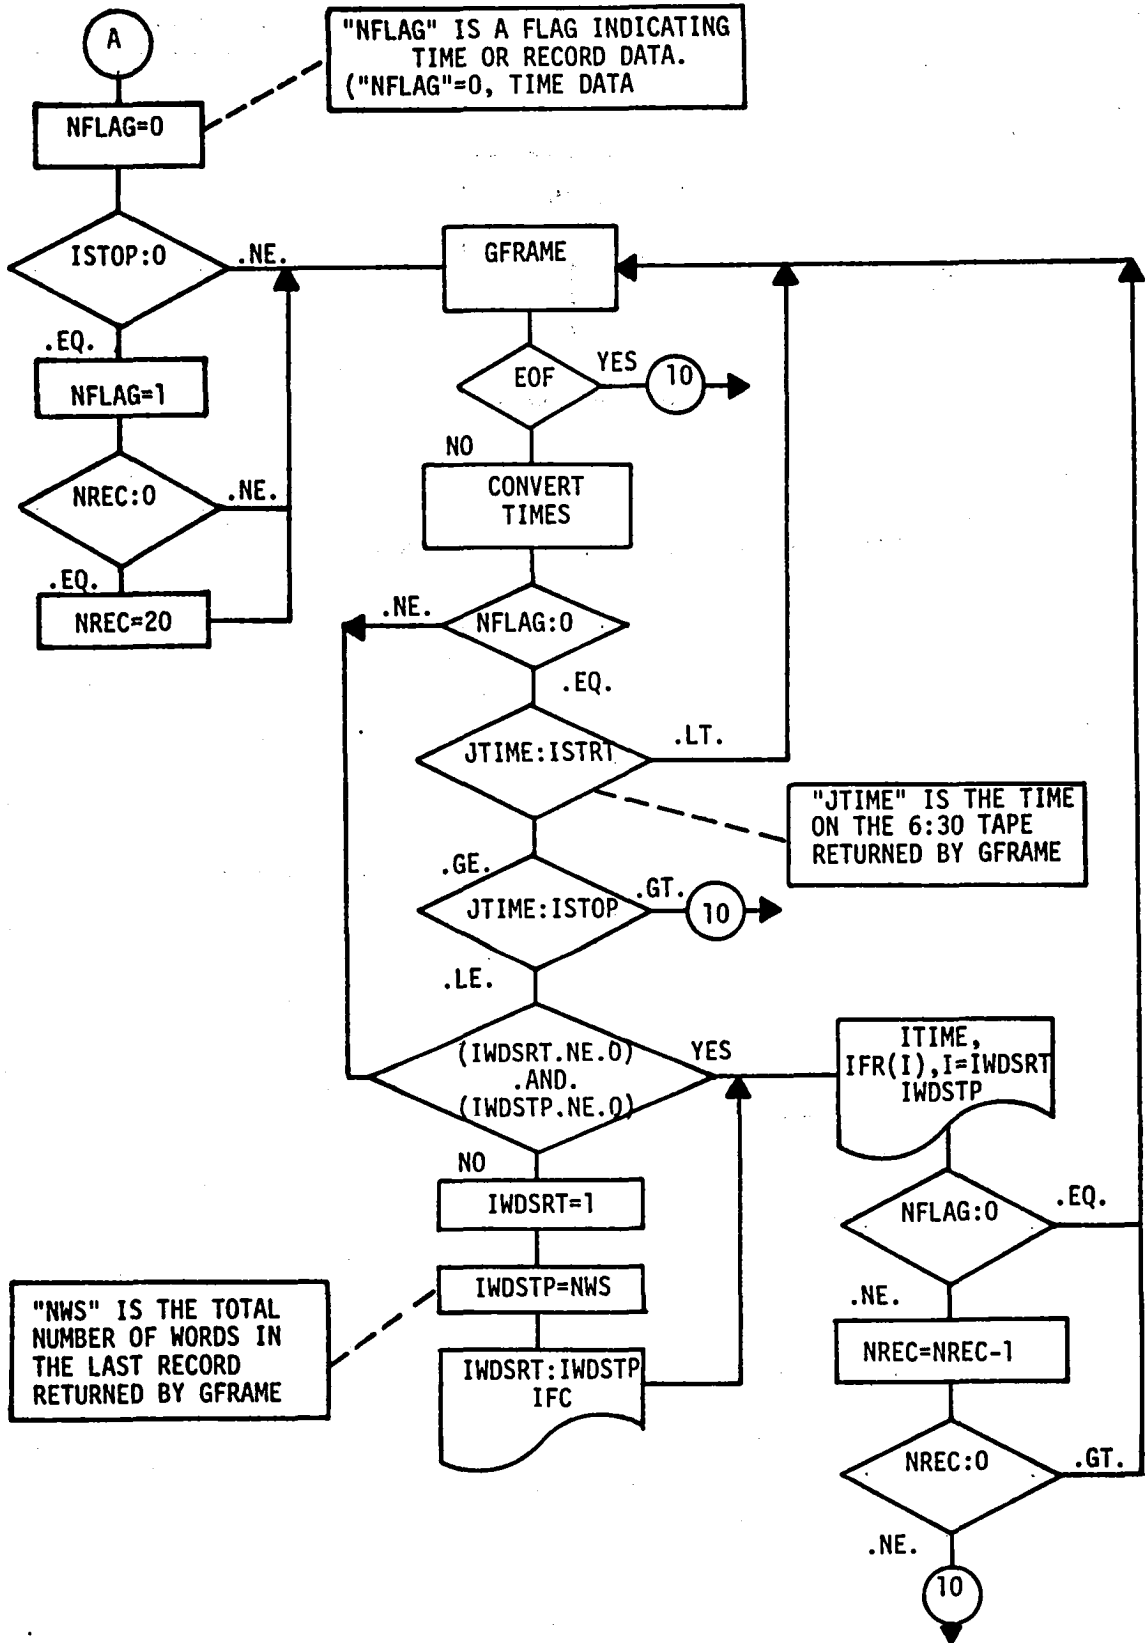 A
"NFLAG" IS A FLAG INDICATING
TIME OR RECORD DATA.
("NFLAG"=0, TIME DATA
NFLAG=0
ISTOP:0
.NE.
.EQ.
NFLAG=1
NREC:0
.NE.
.EQ.
NREC=20
GFRAME
EOF
YES
10
NO
CONVERT
TIMES
NFLAG:0
.NE.
.EQ.
JTIME:ISTRT
.LT.
"JTIME" IS THE TIME
ON THE 6:30 TAPE
RETURNED BY GFRAME
.GE.
JTIME:ISTOP
.GT.
10
.LE.
(IWDSRT.NE.0)
.AND.
(IWDSTP.NE.0)
YES
NO
IWDSRT=1
IWDSTP=NWS
"NWS" IS THE TOTAL
NUMBER OF WORDS IN
THE LAST RECORD
RETURNED BY GFRAME
IWDSRT:IWDSTP
IFC
ITIME,
IFR(I),I=IWDSRT
IWDSTP
NFLAG:0
.EQ.
.NE.
NREC=NREC-1
NREC:0
.GT.
.NE.
10